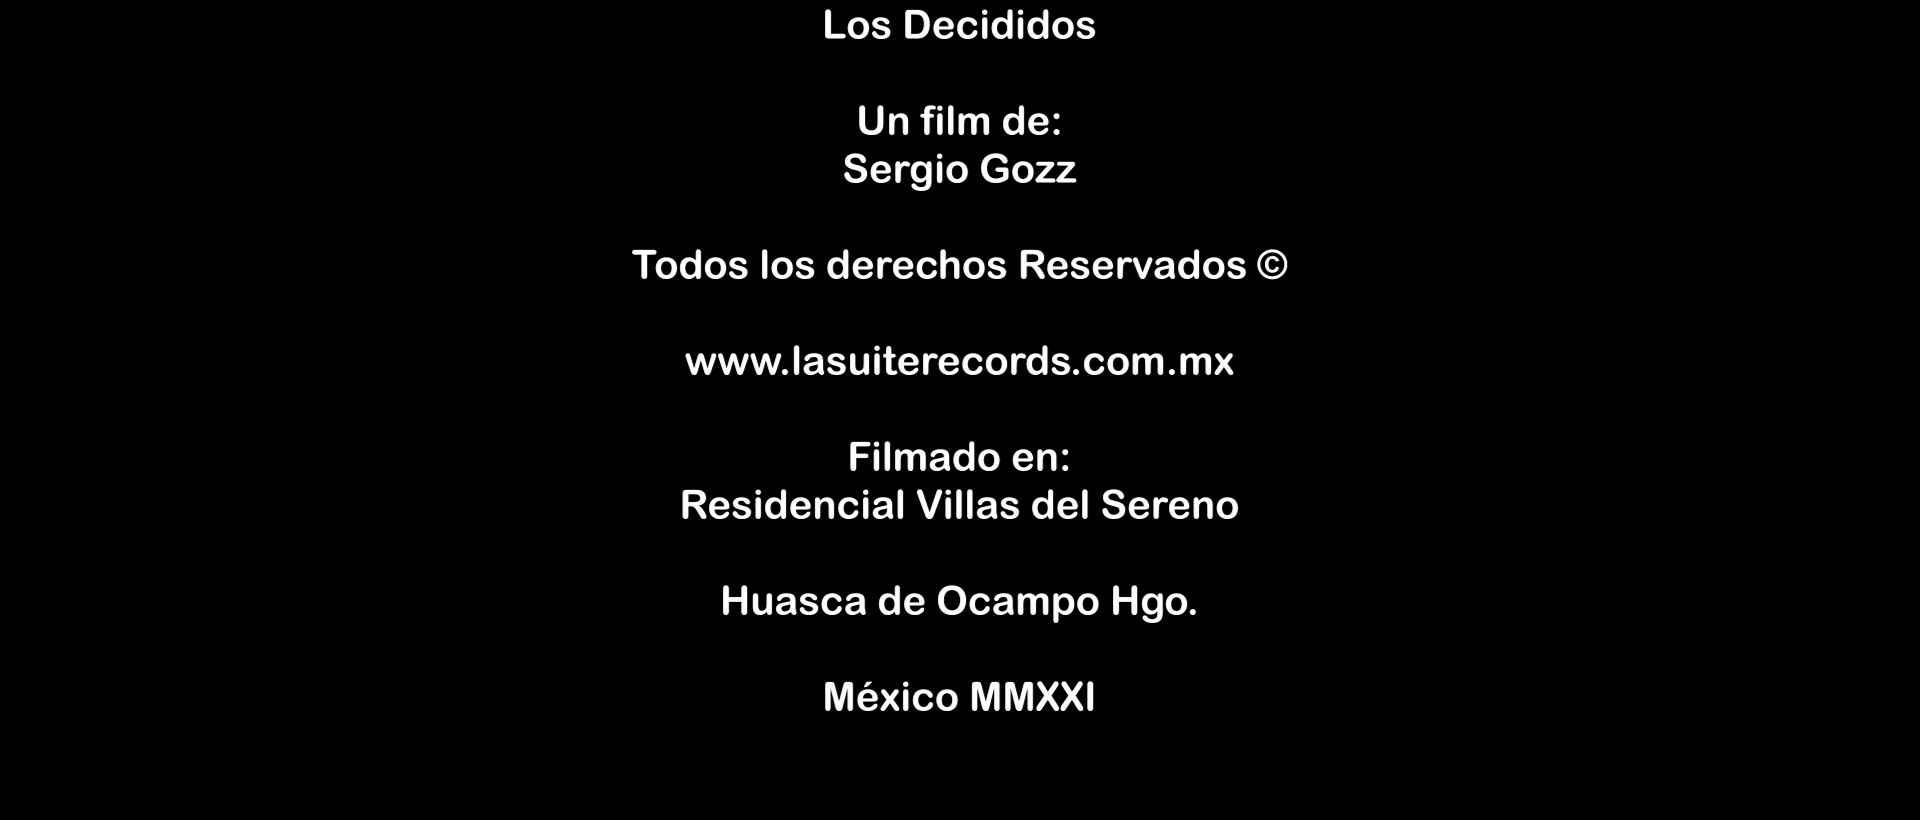 Los Decididos
Un film de:
Sergio Gozz
Todos los derechos Reservados ©
www.lasuiterecords.com.mx
Filmado en:
Residencial Villas del Sereno
Huasca de Ocampo Hgo.
México MMXXI